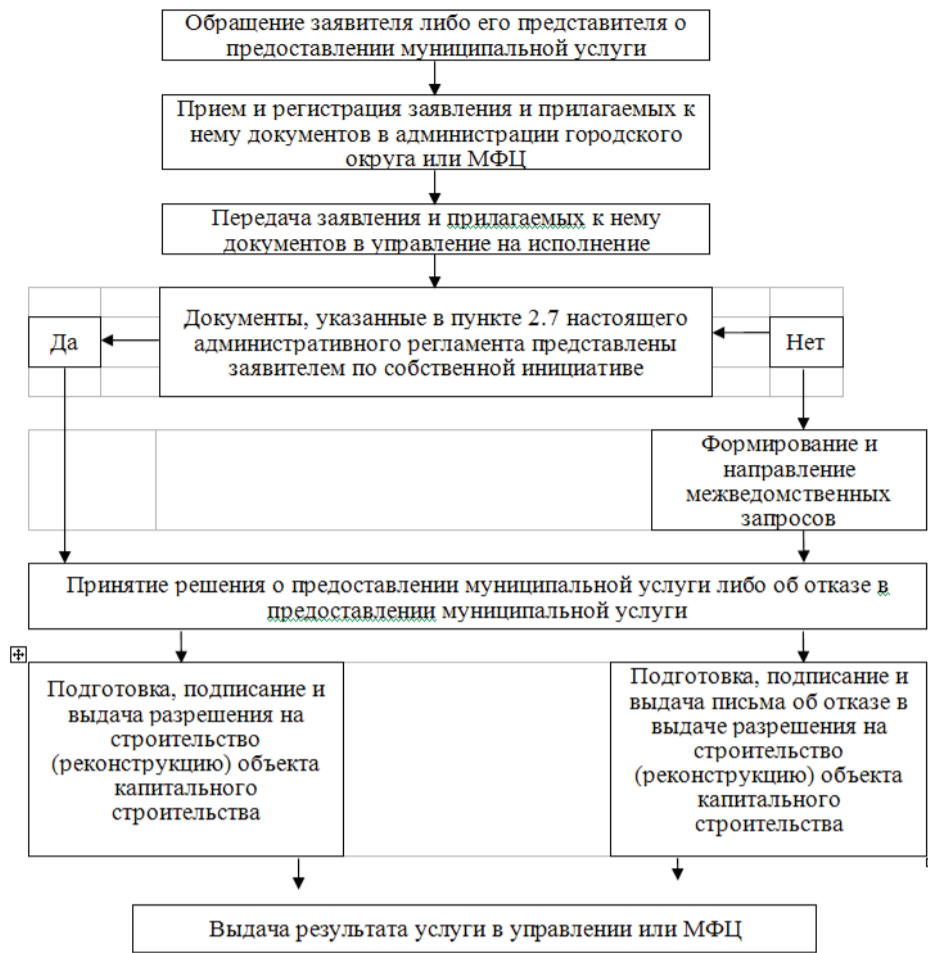 Обращение заявителя либо его представителя о
предоставлении муниципальной услуги
Прием и регистрация заявления и прилагаемых к
нему документов в администрации городского
округа или МФЦ
Передача заявления и прилагаемых к нему
документов в управление на исполнение
Документы, указанные в пункте 2.7 настоящего
административного регламента представлены
заявителем по собственной инициативе
Да
Нет
Формирование и
направление
межведомственных
запросов
Принятие решения о предоставлении муниципальной услуги либо об отказе в
предоставлении муниципальной услуги
Подготовка, подписание и
выдача разрешения на
строительство
(реконструкцию) объекта
капитального
строительства
Подготовка, подписание и
выдача письма об отказе в
выдаче разрешения на
строительство
(реконструкцию) объекта
капитального
строительства
Выдача результата услуги в управлении или МФЦ